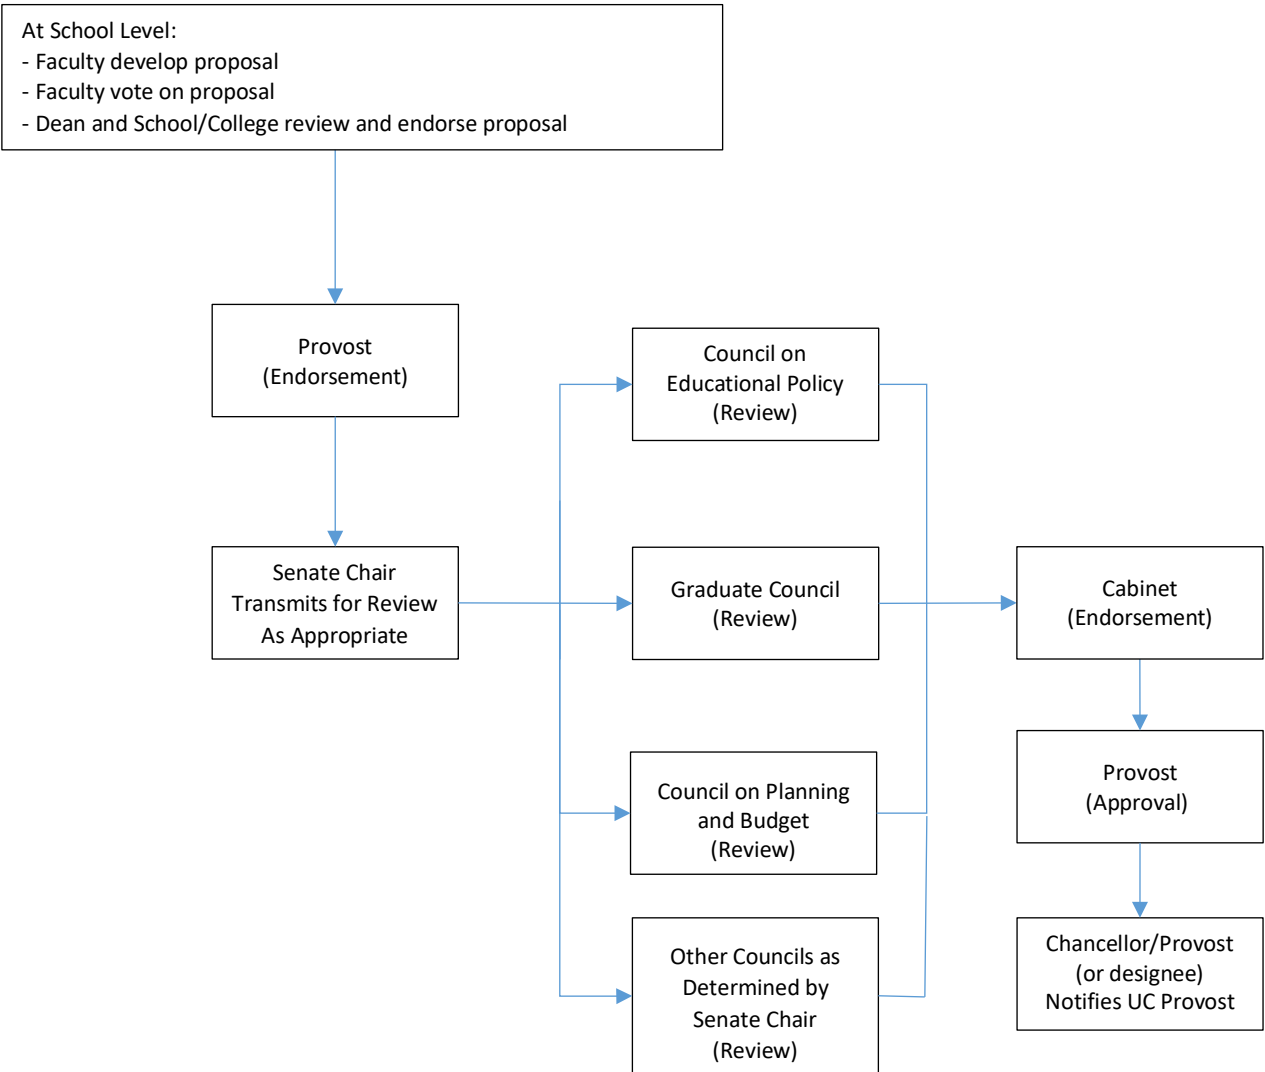 At School Level:
- Faculty develop proposal
- Faculty vote on proposal
- Dean and School/College review and endorse proposal
Provost
(Endorsement)
Senate Chair
Transmits for Review
As Appropriate
Council on
Educational Policy
(Review)
Graduate Council
(Review)
Council on Planning
and Budget
(Review)
Other Councils as
Determined by
Senate Chair
(Review)
Cabinet
(Endorsement)
Provost
(Approval)
Chancellor/Provost
(or designee)
Notifies UC Provost